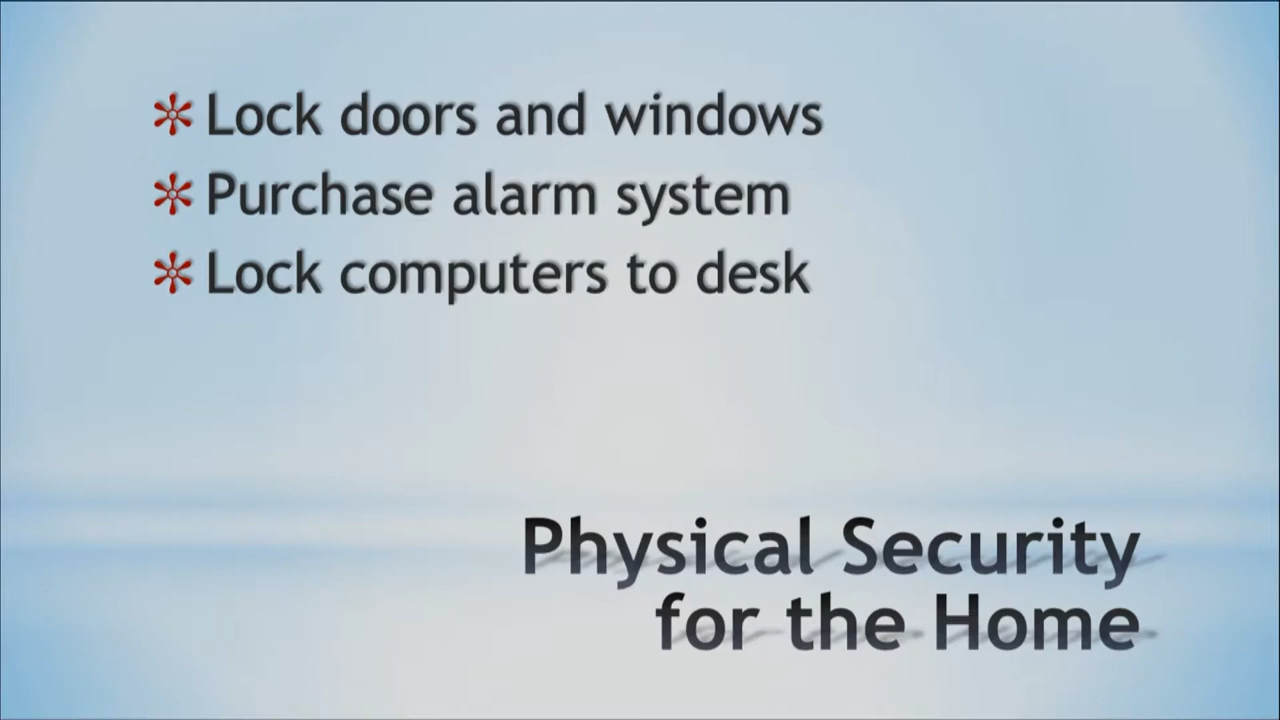 Lock doors and windows
Purchase alarm system
Lock computers to desk
Physical Security
for the Home